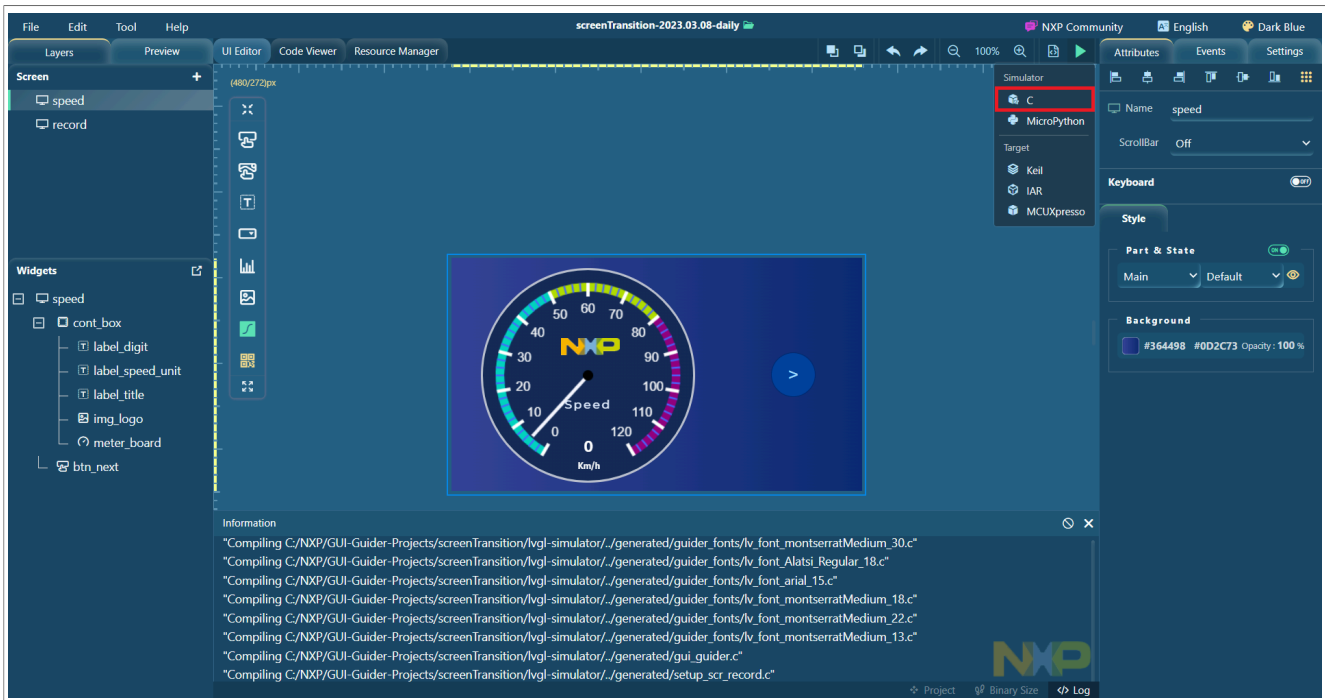 File Edit Tool Help
screenTransition-2023.03.08-daily
NXP Community English Dark Blue
Layers Preview
UI Editor Code Viewer Resource Manager
100%
Attributes Events Settings
Screen +
speed
record
(480/272)px
Simulator
C
MicroPython
Target
Keil
IAR
MCUXpresso
Name speed
ScrollBar Off
Keyboard OFF
Style
Part & State ON
Main Default
Background
#364498 #0D2C73 Opacity : 100 %
Widgets
speed
cont_box
label_digit
label_speed_unit
label_title
img_logo
meter_board
btn_next
0 10 20 30 40 50 60 70 80 90 100 110 120
NXP
Speed
0
Km/h
>
Information
"Compiling C:/NXP/GUI-Guider-Projects/screenTransition/lvgl-simulator/../generated/guider_fonts/lv_font_montserratMedium_30.c"
"Compiling C:/NXP/GUI-Guider-Projects/screenTransition/lvgl-simulator/../generated/guider_fonts/lv_font_Alatsi_Regular_18.c"
"Compiling C:/NXP/GUI-Guider-Projects/screenTransition/lvgl-simulator/../generated/guider_fonts/lv_font_arial_15.c"
"Compiling C:/NXP/GUI-Guider-Projects/screenTransition/lvgl-simulator/../generated/guider_fonts/lv_font_montserratMedium_18.c"
"Compiling C:/NXP/GUI-Guider-Projects/screenTransition/lvgl-simulator/../generated/guider_fonts/lv_font_montserratMedium_22.c"
"Compiling C:/NXP/GUI-Guider-Projects/screenTransition/lvgl-simulator/../generated/guider_fonts/lv_font_montserratMedium_13.c"
"Compiling C:/NXP/GUI-Guider-Projects/screenTransition/lvgl-simulator/../generated/gui_guider.c"
"Compiling C:/NXP/GUI-Guider-Projects/screenTransition/lvgl-simulator/../generated/setup_scr_record.c"
NXP
Project Binary Size </> Log